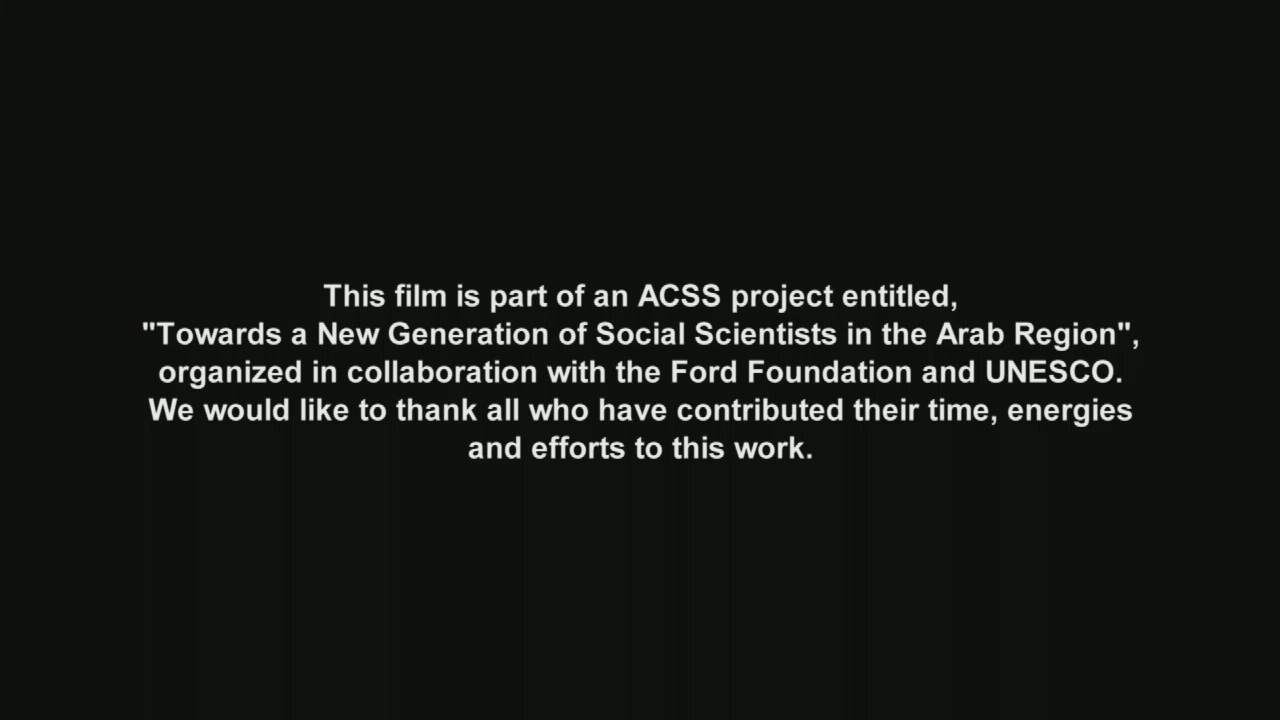 This film is part of an ACSS project entitled,
"Towards a New Generation of Social Scientists in the Arab Region",
organized in collaboration with the Ford Foundation and UNESCO.
We would like to thank all who have contributed their time, energies
and efforts to this work.